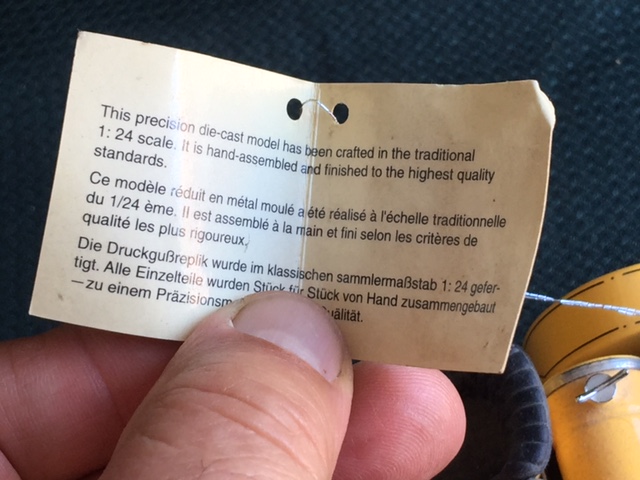 This precision die-cast model has been crafted in the traditional
1: 24 scale. It is hand-assembled and finished to the highest quality
standards.
Ce modèle réduit en métal moulé a été réalisé à l'échelle traditionnelle
du 1/24 ème. Il est assemblé à la main et fini selon les critères de
qualité les plus rigoureux,
Die Druckgußreplik wurde im klassischen sammlermaßstab 1: 24 gefer-
tigt. Alle Einzelteile wurden Stück für Stück von Hand zusammengebaut
—zu einem